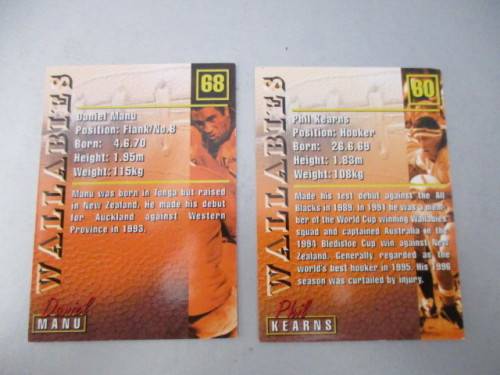 WALLABIES
68
Daniel Manu
Position: Flank/No.8
Born: 4.6.70
Height: 1.95m
Weight: 115kg
Manu was born in Tonga but raised
in New Zealand. He made his debut
for Auckland against Western
Province in 1993.
Daniel
MANU
WALLABIES
60
Phil Kearns
Position: Hooker
Born: 26.6.69
Height: 1.83m
Weight: 108kg
Made his test debut against the All
Blacks in 1989. In 1991 he was a mem-
ber of the World Cup winning Wallabies
squad and captained Australia in the
1994 Bledisloe Cup win against New
Zealand. Generally regarded as the
world's best hooker in 1995. His 1996
season was curtailed by injury.
Phil
KEARNS